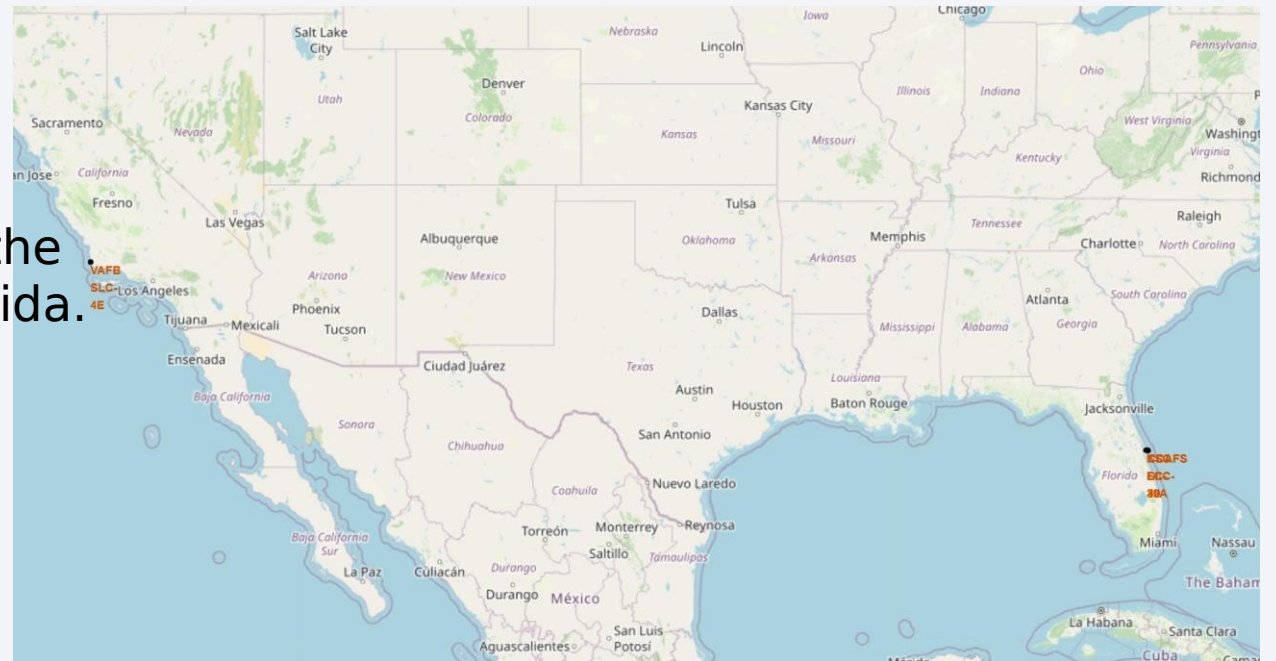 Chicago
Iowa
Nebraska
Salt Lake
City
Lincoln
Pennsylvania
Ohio
Denver
Illinois
Indiana
Utah
Kansas City
Colorado
West Virginia
Sacramento
Nevada
Kansas
Missouri
Washingt
Virginia
Kentucky
an Jose
California
Richmond
Fresno
Tulsa
Las Vegas
Raleigh
Tennessee
Albuquerque
Oklahoma
Memphis
Charlotte
North Carolina
the .
ida.
VAFB
SLC-
4E
Los Angeles
Arizona
New Mexico
Arkansas
South Carolina
Atlanta
Phoenix
Dallas
Tijuana
Mexicali
Tucson
Mississippi
Alabama
Georgia
Ensenada
Ciudad Juárez
Texas
Louisiana
Baja California
Austin
Houston
Baton Rouge
Jacksonville
Sonora
San Antonio
Chihuahua
Florida
Nuevo Laredo
Coahuila
Torreón
Monterrey
Reynosa
Baja California
Sur
Saltillo
Tamaulipas
Miami
Nassau
La Paz
Culiacán
Durango
Durango
México
The Baham
La Habana
Santa Clara
San Luis
Potosí
Aguascalientes
Cuba